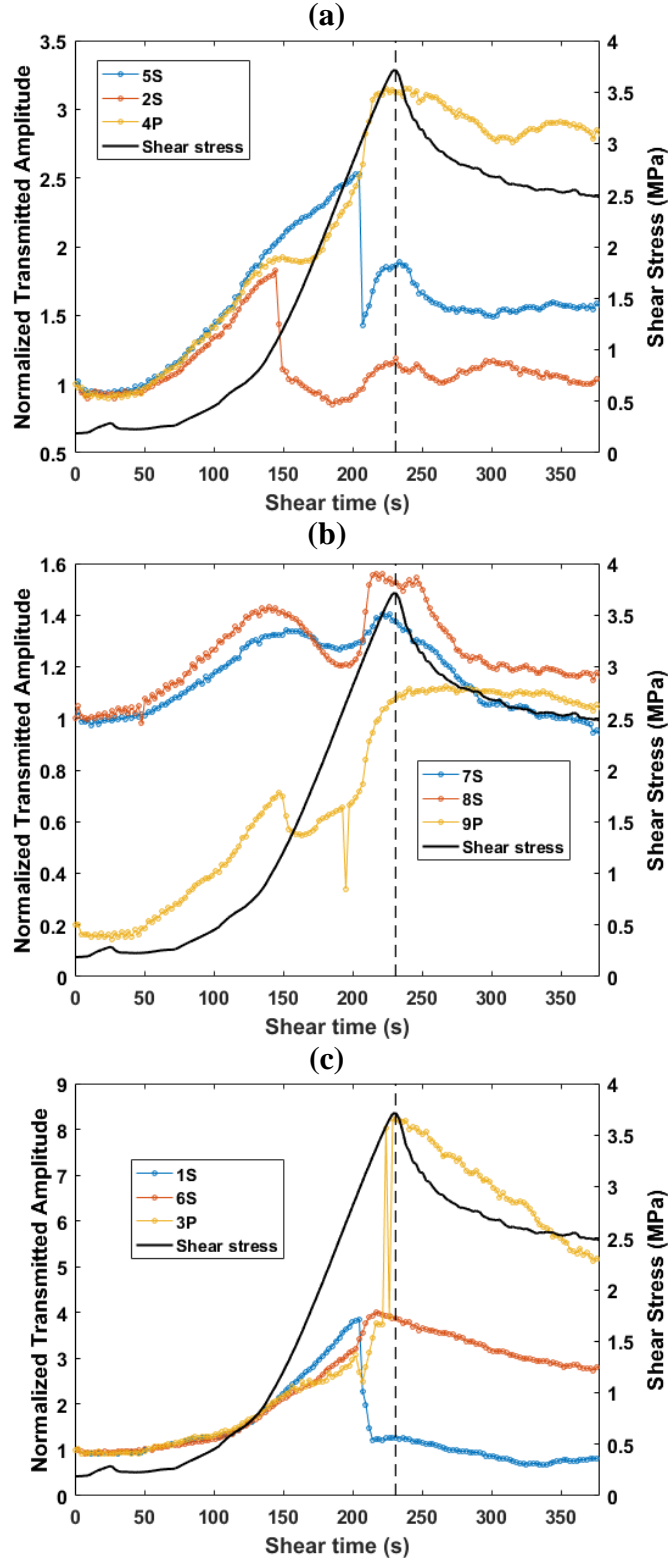 (a)
Normalized Transmitted Amplitude
3.5
3
2.5
2
1.5
1
0.5
5S
2S
4P
Shear stress
4
3.5
3
2.5
2
1.5
1
0.5
0
Shear Stress (MPa)
0 50 100 150 200 250 300 350
Shear time (s)
(b)
Normalized Transmitted Amplitude
1.6
1.4
1.2
1
0.8
0.6
0.4
0.2
0
7S
8S
9P
Shear stress
4
3.5
3
2.5
2
1.5
1
0.5
0
Shear Stress (MPa)
0 50 100 150 200 250 300 350
Shear time (s)
(c)
Normalized Transmitted Amplitude
9
8
7
6
5
4
3
2
1
0
1S
6S
3P
Shear stress
4
3.5
3
2.5
2
1.5
1
0.5
0
Shear Stress (MPa)
0 50 100 150 200 250 300 350
Shear time (s)